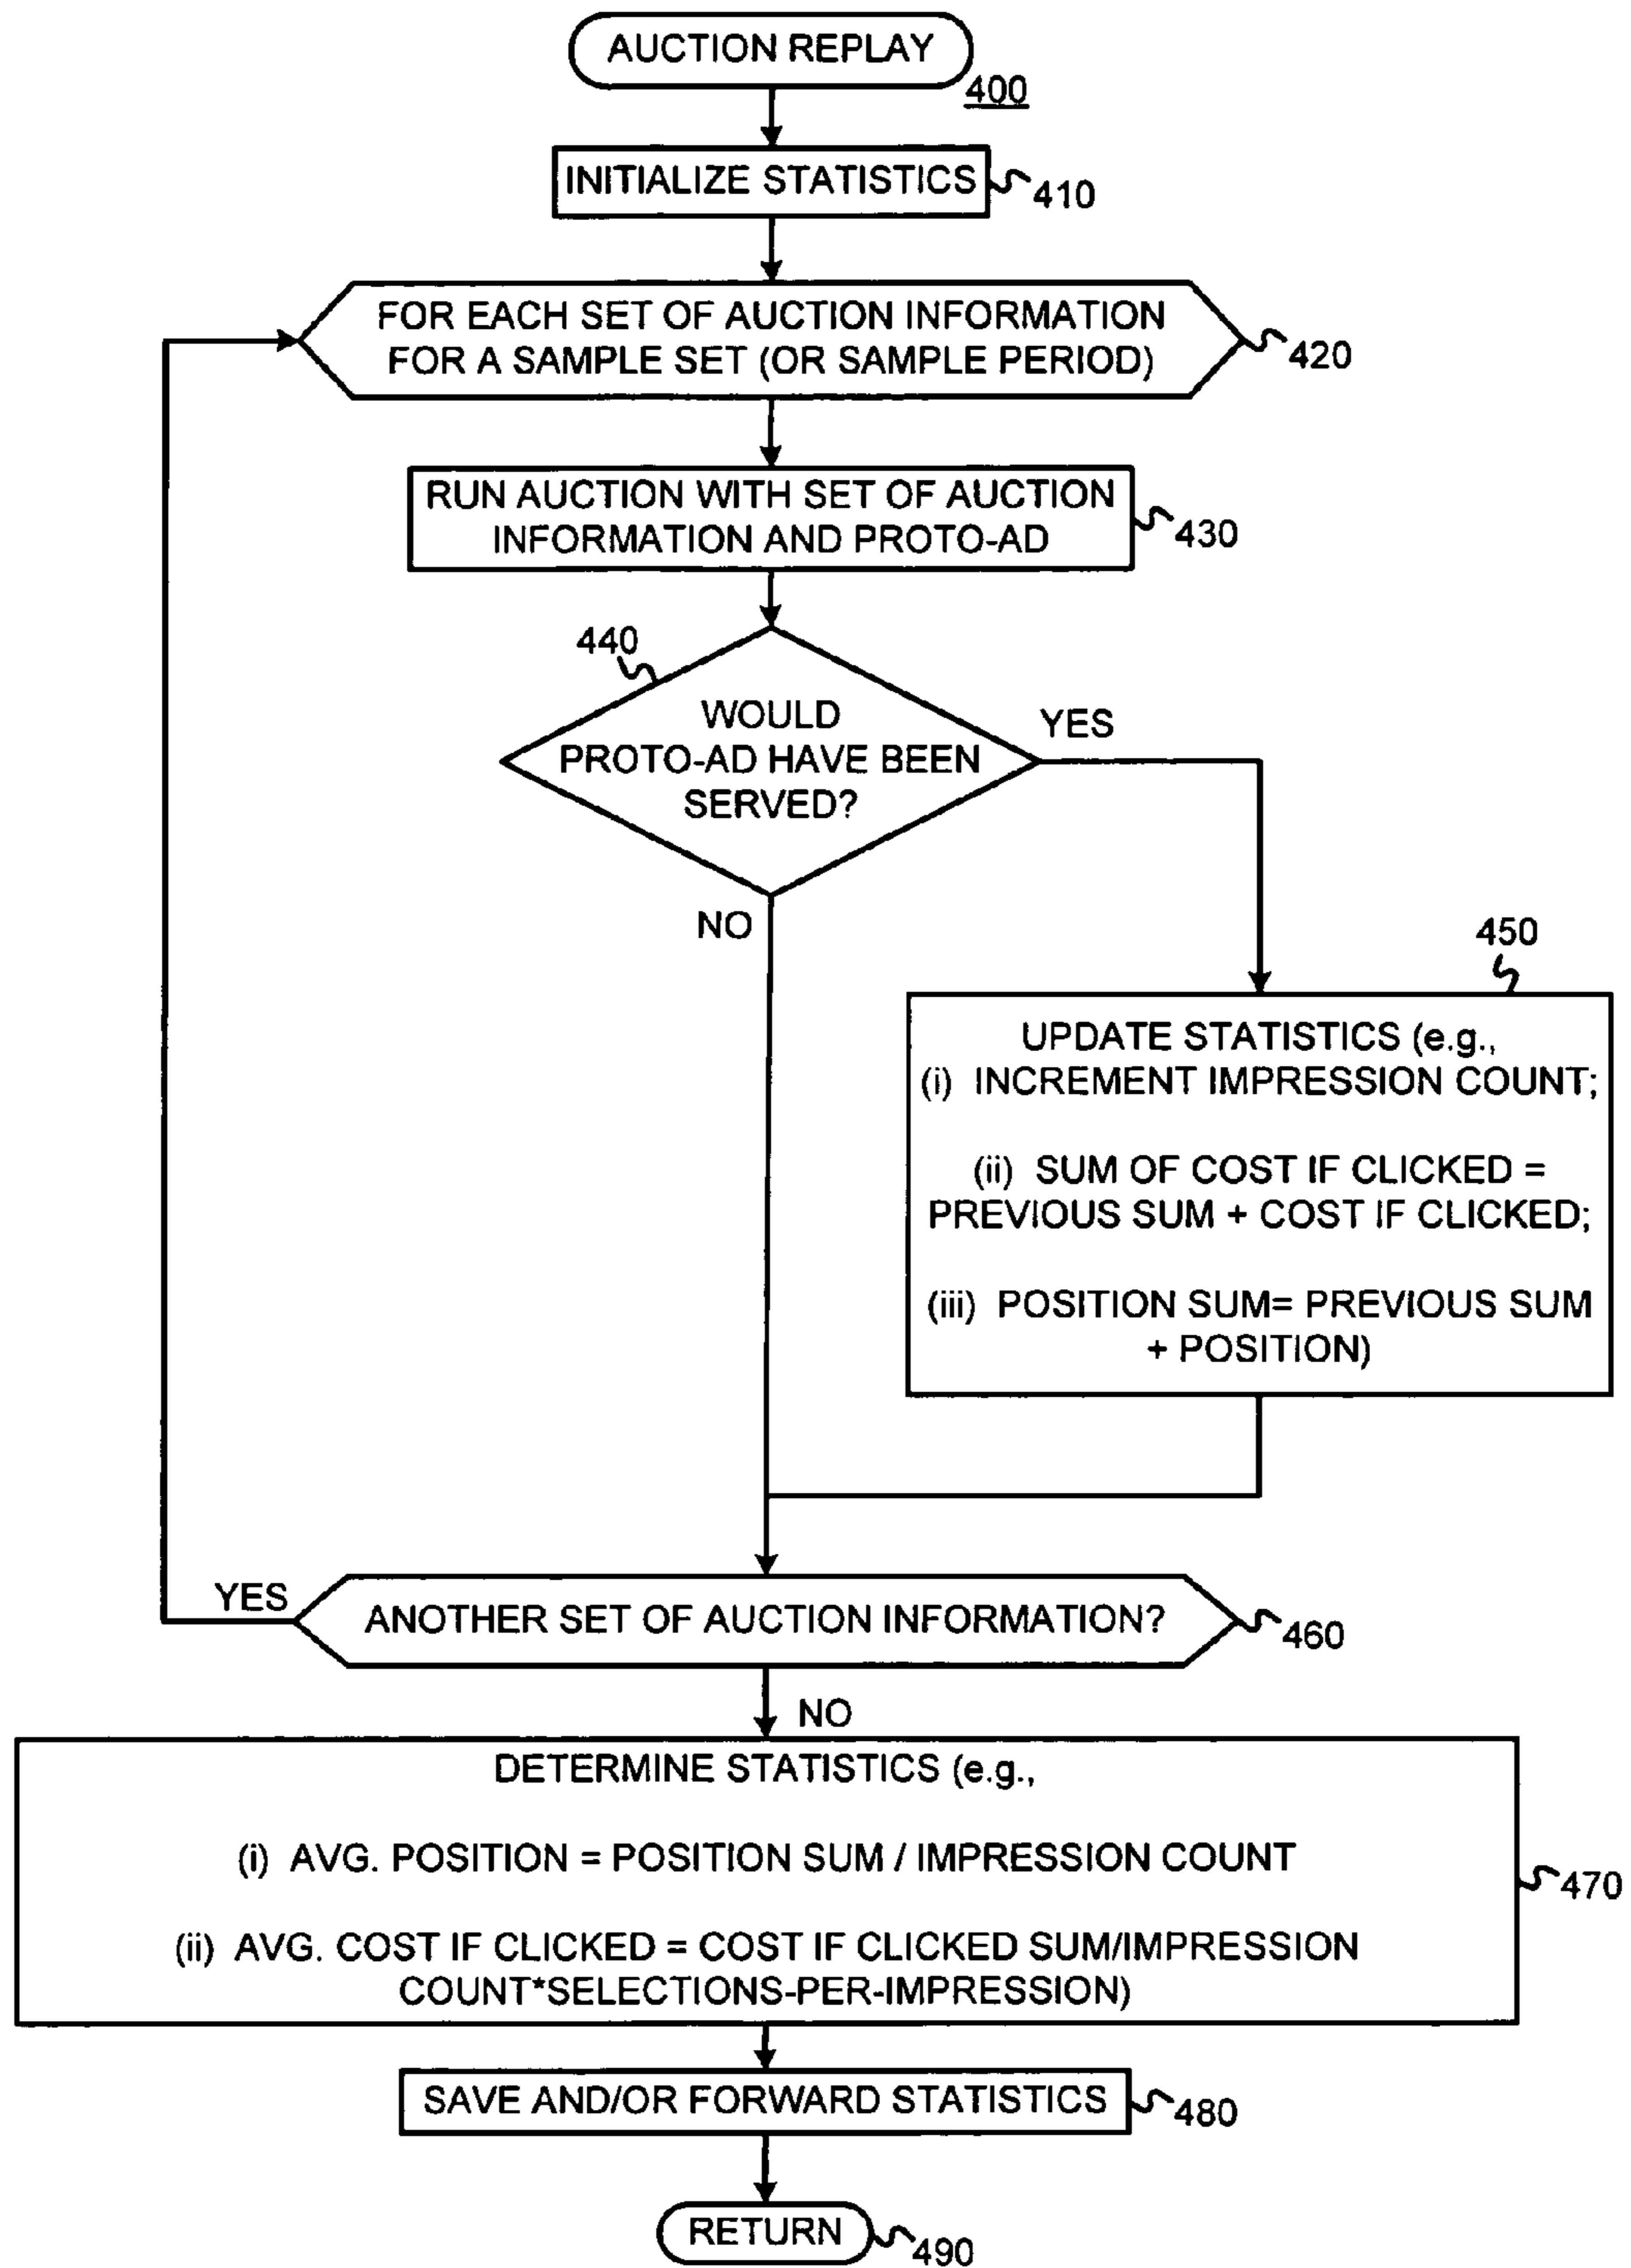 AUCTION REPLAY
400
INITIALIZE STATISTICS
410
FOR EACH SET OF AUCTION INFORMATION
FOR A SAMPLE SET (OR SAMPLE PERIOD)
420
RUN AUCTION WITH SET OF AUCTION
INFORMATION AND PROTO-AD
430
440
WOULD
PROTO-AD HAVE BEEN
SERVED?
YES
NO
450
UPDATE STATISTICS (e.g.,
(i) INCREMENT IMPRESSION COUNT;
(ii) SUM OF COST IF CLICKED =
PREVIOUS SUM + COST IF CLICKED;
(iii) POSITION SUM= PREVIOUS SUM
+ POSITION)
YES
ANOTHER SET OF AUCTION INFORMATION?
460
NO
DETERMINE STATISTICS (e.g.,
(i) AVG. POSITION = POSITION SUM / IMPRESSION COUNT
(ii) AVG. COST IF CLICKED = COST IF CLICKED SUM/IMPRESSION
COUNT*SELECTIONS-PER-IMPRESSION)
470
SAVE AND/OR FORWARD STATISTICS
480
RETURN
490